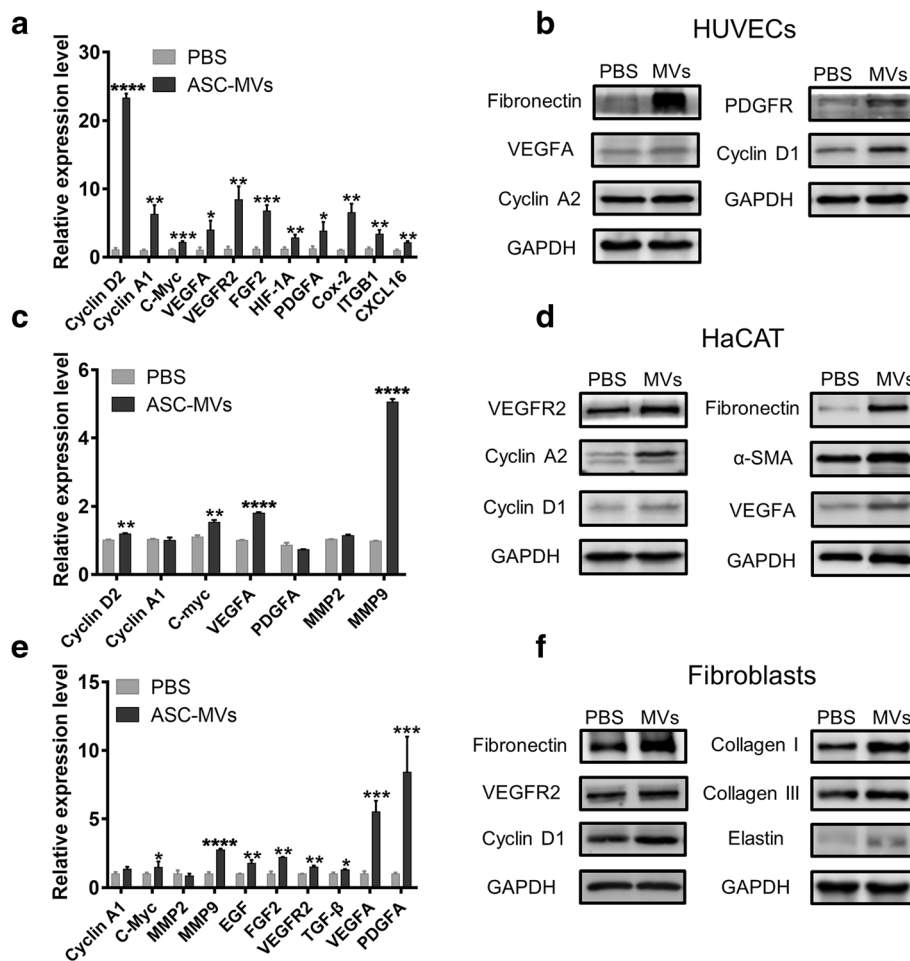 a
Relative expression level
30
20
10
0
PBS
ASC-MVs
****
**
***
*
**
***
**
*
**
**
**
Cyclin D2
Cyclin A1
C-Myc
VEGFA
VEGFR2
FGF2
HIF-1A
PDGFA
Cox-2
ITGB1
CXCL16
b
HUVECs
PBS MVs
Fibronectin
VEGFA
Cyclin A2
GAPDH
PBS MVs
PDGFR
Cyclin D1
GAPDH
c
Relative expression level
6
4
2
0
PBS
ASC-MVs
**
**
****
****
Cyclin D2
Cyclin A1
C-myc
VEGFA
PDGFA
MMP2
MMP9
d
HaCAT
PBS MVs
VEGFR2
Cyclin A2
Cyclin D1
GAPDH
PBS MVs
Fibronectin
α-SMA
VEGFA
GAPDH
e
Relative expression level
15
10
5
0
PBS
ASC-MVs
*
****
**
**
**
*
***
***
Cyclin A1
C-Myc
MMP2
MMP9
EGF
FGF2
VEGFR2
TGF-β
VEGFA
PDGFA
f
Fibroblasts
PBS MVs
Fibronectin
VEGFR2
Cyclin D1
GAPDH
PBS MVs
Collagen I
Collagen III
Elastin
GAPDH